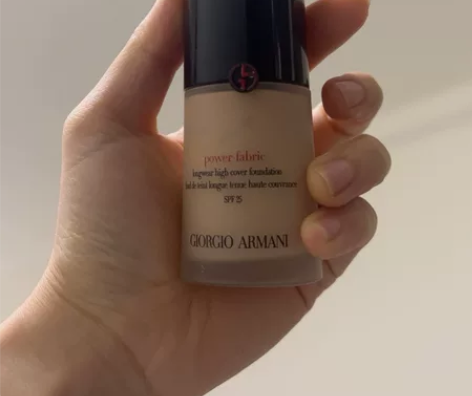 power fabric
longwear high cover foundation
fond de teint longue tenue haute couvrance
SPF 25
GIORGIO ARMANI